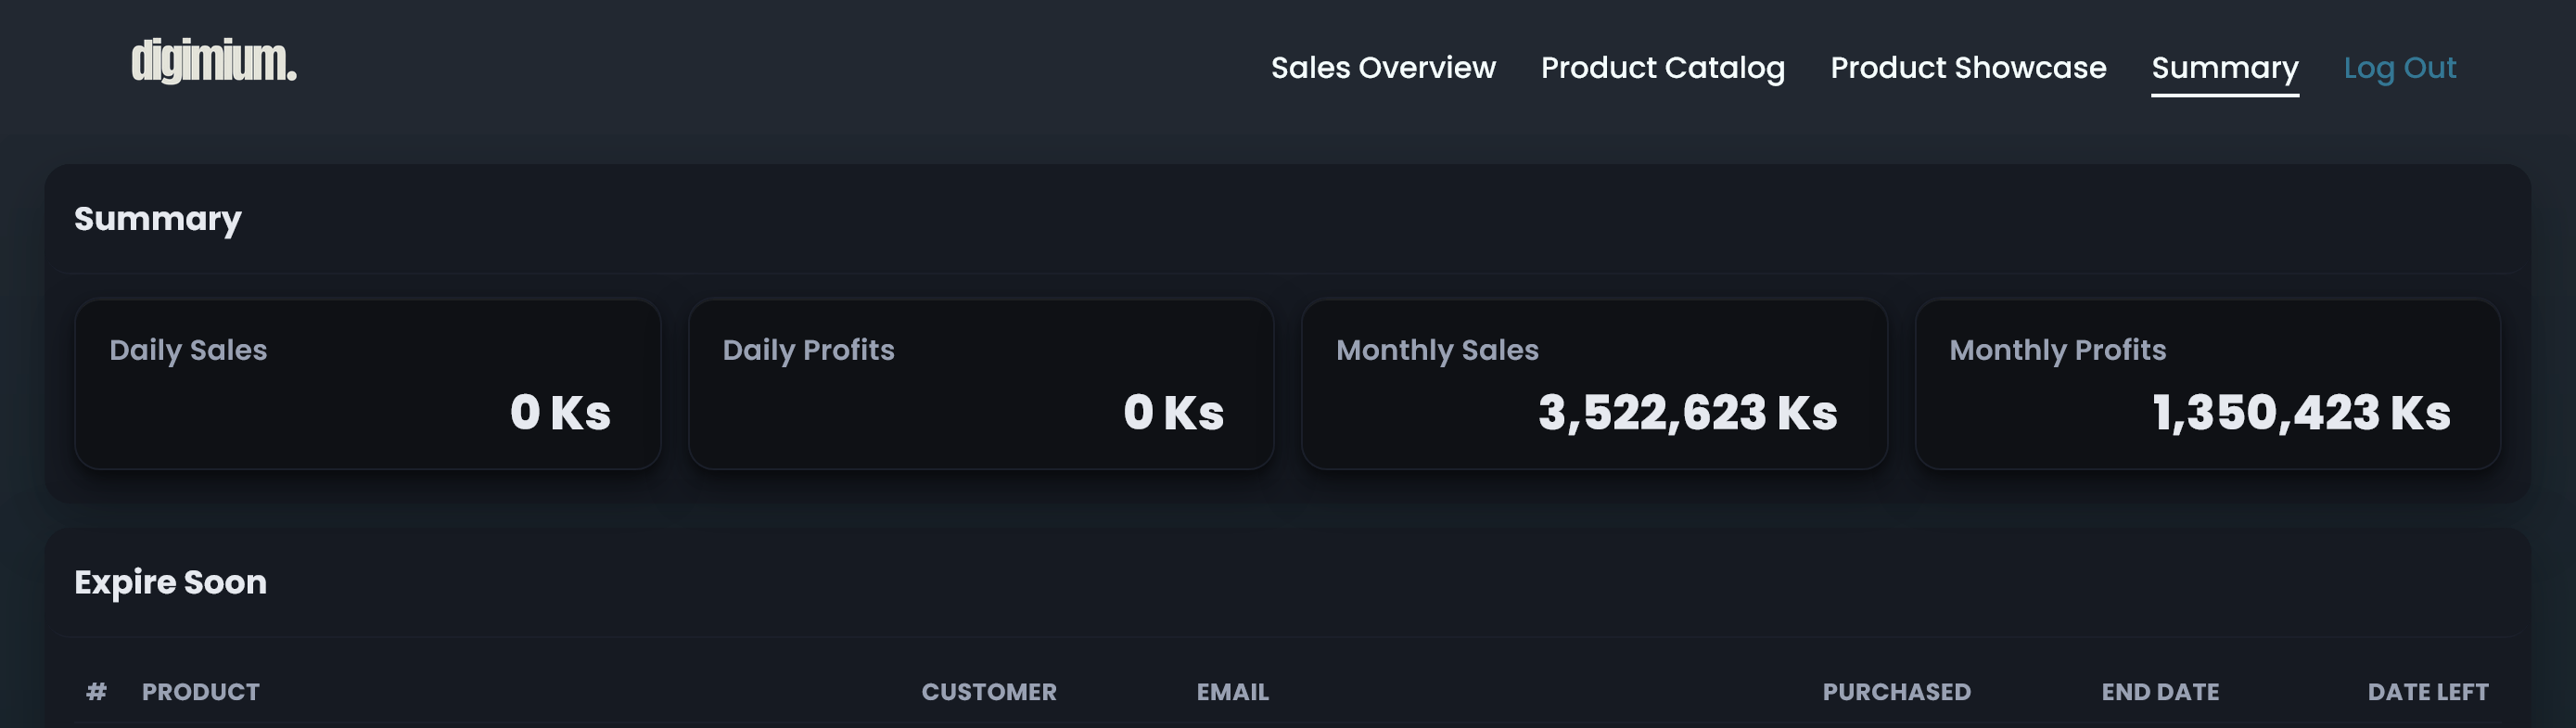 digimium.
Sales Overview Product Catalog Product Showcase Summary Log Out
Summary
Daily Sales Daily Profits Monthly Sales Monthly Profits
0 Ks 0 Ks 3,522,623 Ks 1,350,423 Ks
Expire Soon
# PRODUCT CUSTOMER EMAIL PURCHASED END DATE DATE LEFT